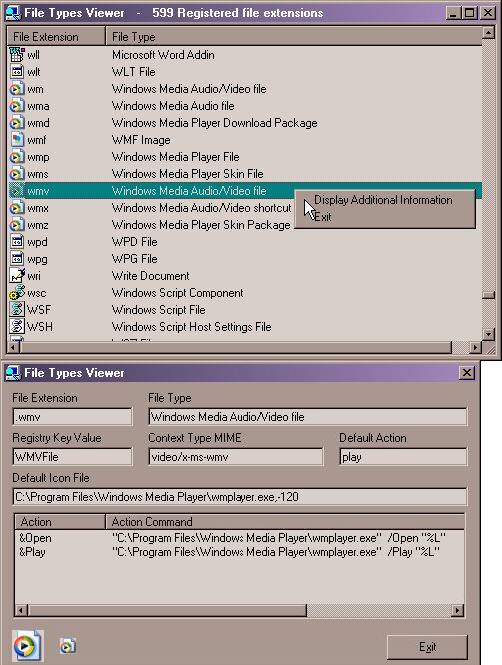 File Types Viewer - 599 Registered file extensions
File Extension File Type
wll Microsoft Word Addin
wlt WLT File
wm Windows Media Audio/Video file
wma Windows Media Audio file
wmd Windows Media Player Download Package
wmf WMF Image
wmp Windows Media Player File
wms Windows Media Player Skin File
wmv Windows Media Audio/Video file
Display Additional Information
wmx Windows Media Audio/Video shortcut
Exit
wmz Windows Media Player Skin Package
wpd WPD File
wpg WPG File
wri Write Document
wsc Windows Script Component
WSF Windows Script File
WSH Windows Script Host Settings File
File Types Viewer
File Extension File Type
.wmv Windows Media Audio/Video file
Registry Key Value Context Type MIME Default Action
WMVFile video/x-ms-wmv play
Default Icon File
C:\Program Files\Windows Media Player\wmplayer.exe,-120
Action Action Command
&Open "C:\Program Files\Windows Media Player\wmplayer.exe" /Open "%L"
&Play "C:\Program Files\Windows Media Player\wmplayer.exe" /Play "%L"
Exit